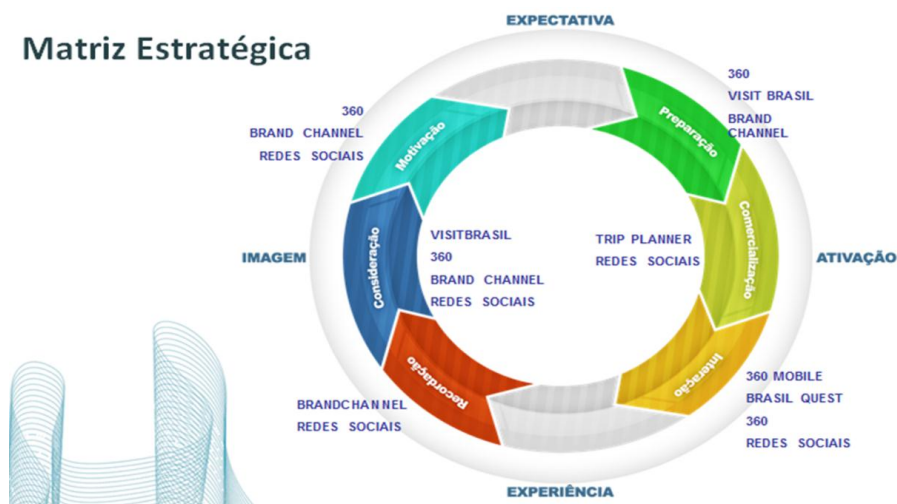 Matriz Estratégica
EXPECTATIVA
360
BRAND CHANNEL
REDES SOCIAIS
Motivação
Preparação
360
VISIT BRASIL
BRAND
CHANNEL
IMAGEM
Consideração
VISITBRASIL
360
BRAND CHANNEL
REDES SOCIAIS
TRIP PLANNER
REDES SOCIAIS
Comercialização
ATIVAÇÃO
Recordação
BRANDCHANNEL
REDES SOCIAIS
Interação
360 MOBILE
BRASIL QUEST
360
REDES SOCIAIS
EXPERIÊNCIA